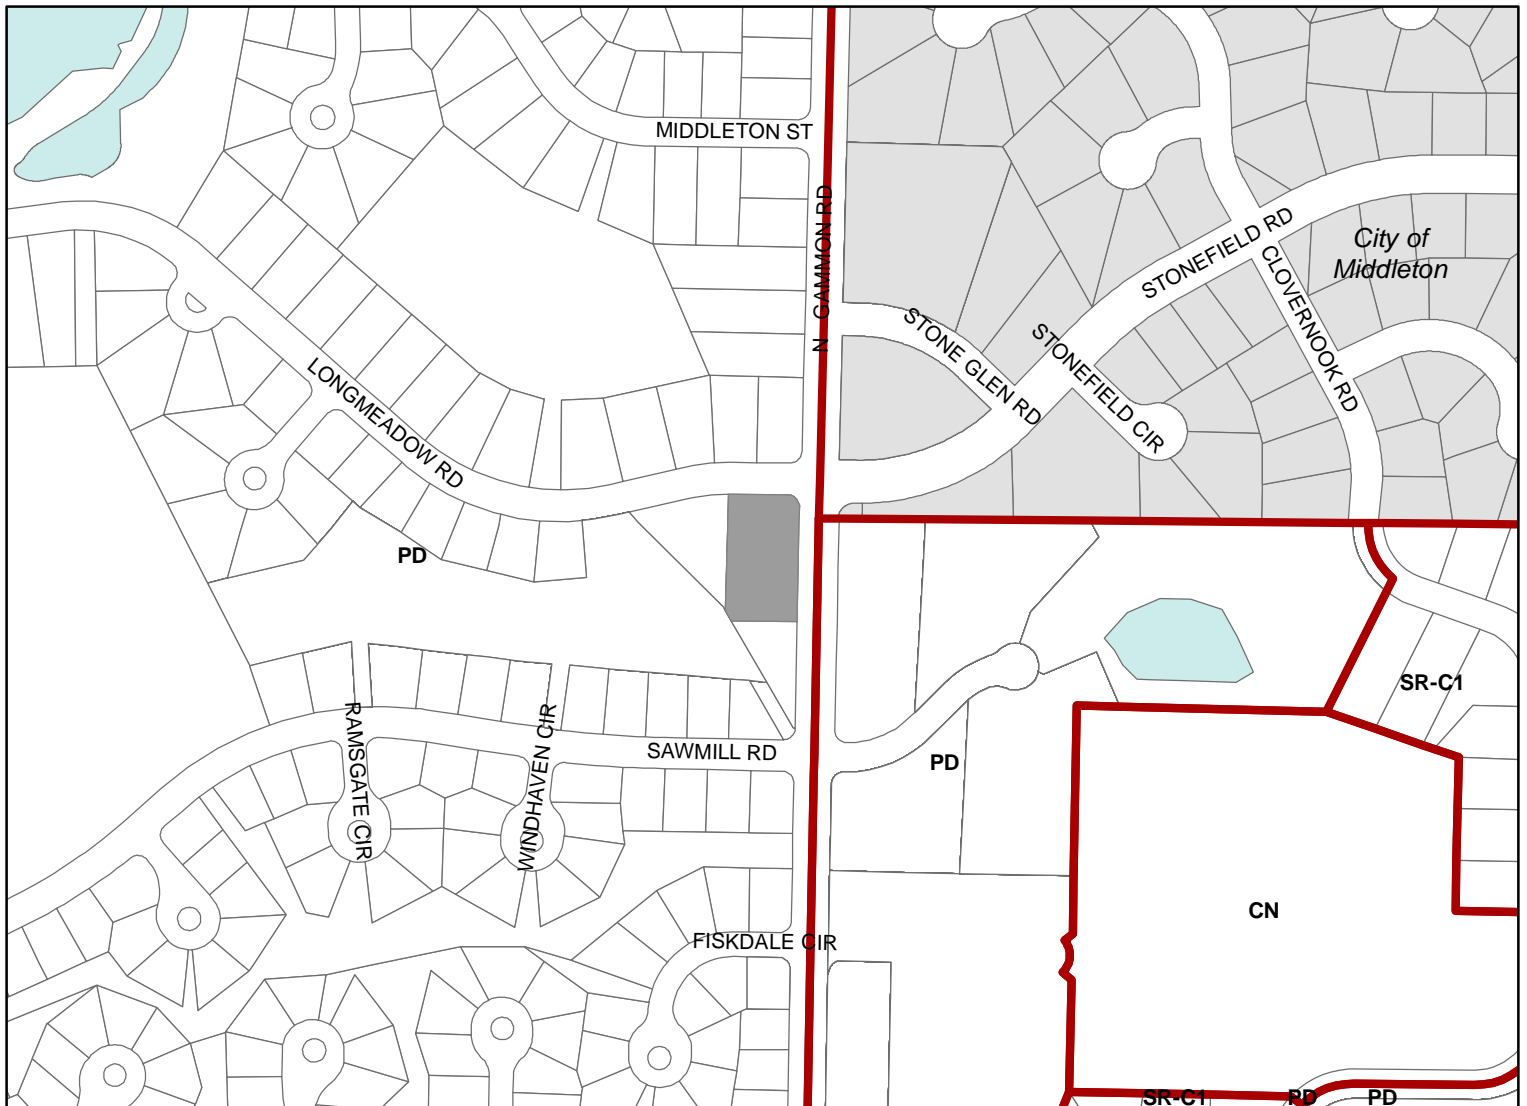 MIDDLETON ST
N GAMMON RD
STONEFIELD RD
City of
Middleton
CLOVERNOOK RD
STONE GLEN RD
STONEFIELD CIR
LONGMEADOW RD
PD
SR-C1
RAMSGATE CIR
WINDHAVEN CIR
SAWMILL RD
PD
CN
FISKDALE CIR
SR-C1
PD
PD